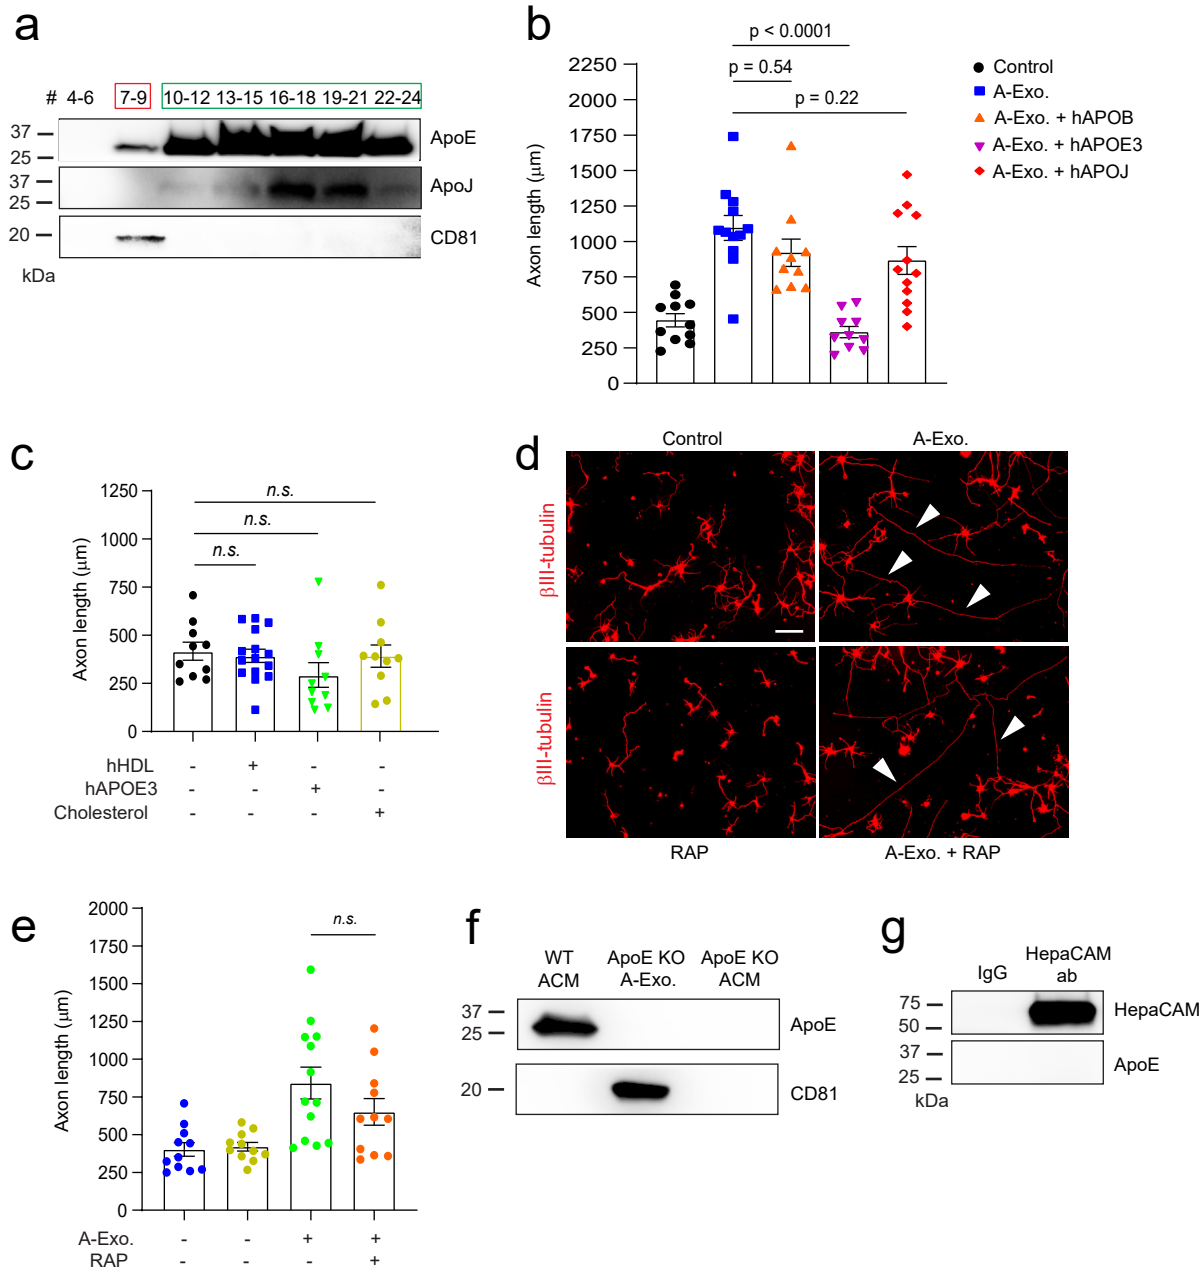 a
# 4-6 7-9 10-12 13-15 16-18 19-21 22-24
37
25
ApoE
37
25
ApoJ
20
CD81
kDa
b
p < 0.0001
p = 0.54
p = 0.22
Axon length (μm)
2250
2000
1750
1500
1250
1000
750
500
250
0
Control
A-Exo.
A-Exo. + hAPOB
A-Exo. + hAPOE3
A-Exo. + hAPOJ
c
n.s.
n.s.
n.s.
Axon length (μm)
1250
1000
750
500
250
0
hHDL - + - -
hAPOE3 - - + -
Cholesterol - - - +
d
Control
A-Exo.
βIII-tubulin
βIII-tubulin
RAP
A-Exo. + RAP
e
n.s.
Axon length (μm)
2000
1750
1500
1250
1000
750
500
250
0
A-Exo. - - + +
RAP - - - +
f
WT ACM
ApoE KO A-Exo.
ApoE KO ACM
37
25
ApoE
20
CD81
g
IgG
HepaCAM ab
75
50
HepaCAM
37
25
ApoE
kDa